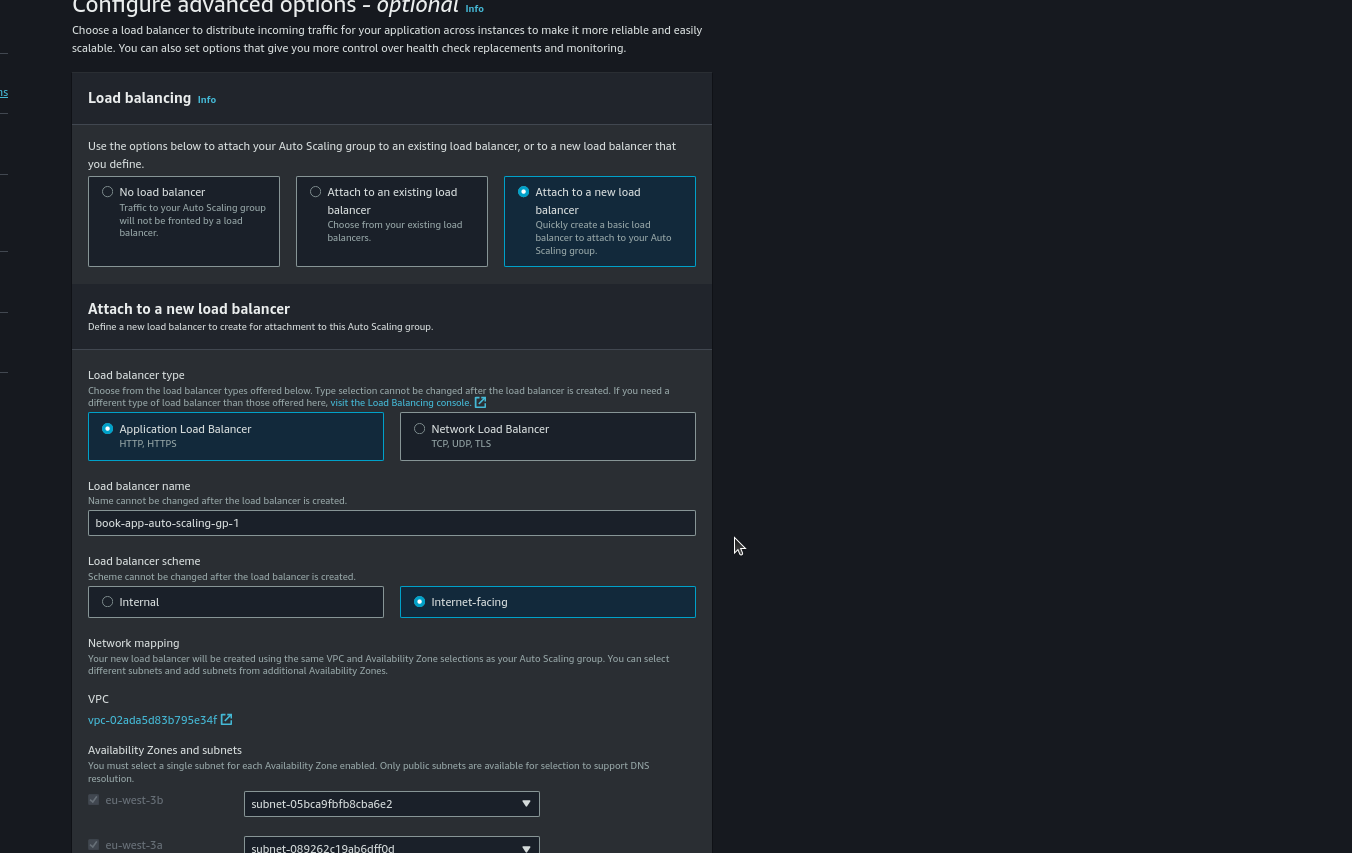 Configure advanced options - optional Info
Choose a load balancer to distribute incoming traffic for your application across instances to make it more reliable and easily
scalable. You can also set options that give you more control over health check replacements and monitoring.
ns
Load balancing Info
Use the options below to attach your Auto Scaling group to an existing load balancer, or to a new load balancer that
you define.
No load balancer
Traffic to your Auto Scaling group
will not be fronted by a load
balancer.
Attach to an existing load
balancer
Choose from your existing load
balancers.
Attach to a new load
balancer
Quickly create a basic load
balancer to attach to your Auto
Scaling group.
Attach to a new load balancer
Define a new load balancer to create for attachment to this Auto Scaling group.
Load balancer type
Choose from the load balancer types offered below. Type selection cannot be changed after the load balancer is created. If you need a
different type of load balancer than those offered here, visit the Load Balancing console.
Application Load Balancer
HTTP, HTTPS
Network Load Balancer
TCP, UDP, TLS
Load balancer name
Name cannot be changed after the load balancer is created.
book-app-auto-scaling-gp-1
Load balancer scheme
Scheme cannot be changed after the load balancer is created.
Internal
Internet-facing
Network mapping
Your new load balancer will be created using the same VPC and Availability Zone selections as your Auto Scaling group. You can select
different subnets and add subnets from additional Availability Zones.
VPC
vpc-02ada5d83b795e34f
Availability Zones and subnets
You must select a single subnet for each Availability Zone enabled. Only public subnets are available for selection to support DNS
resolution.
eu-west-3b
subnet-05bca9fbfb8cba6e2
eu-west-3a
subnet-089262c19ab6dff0d